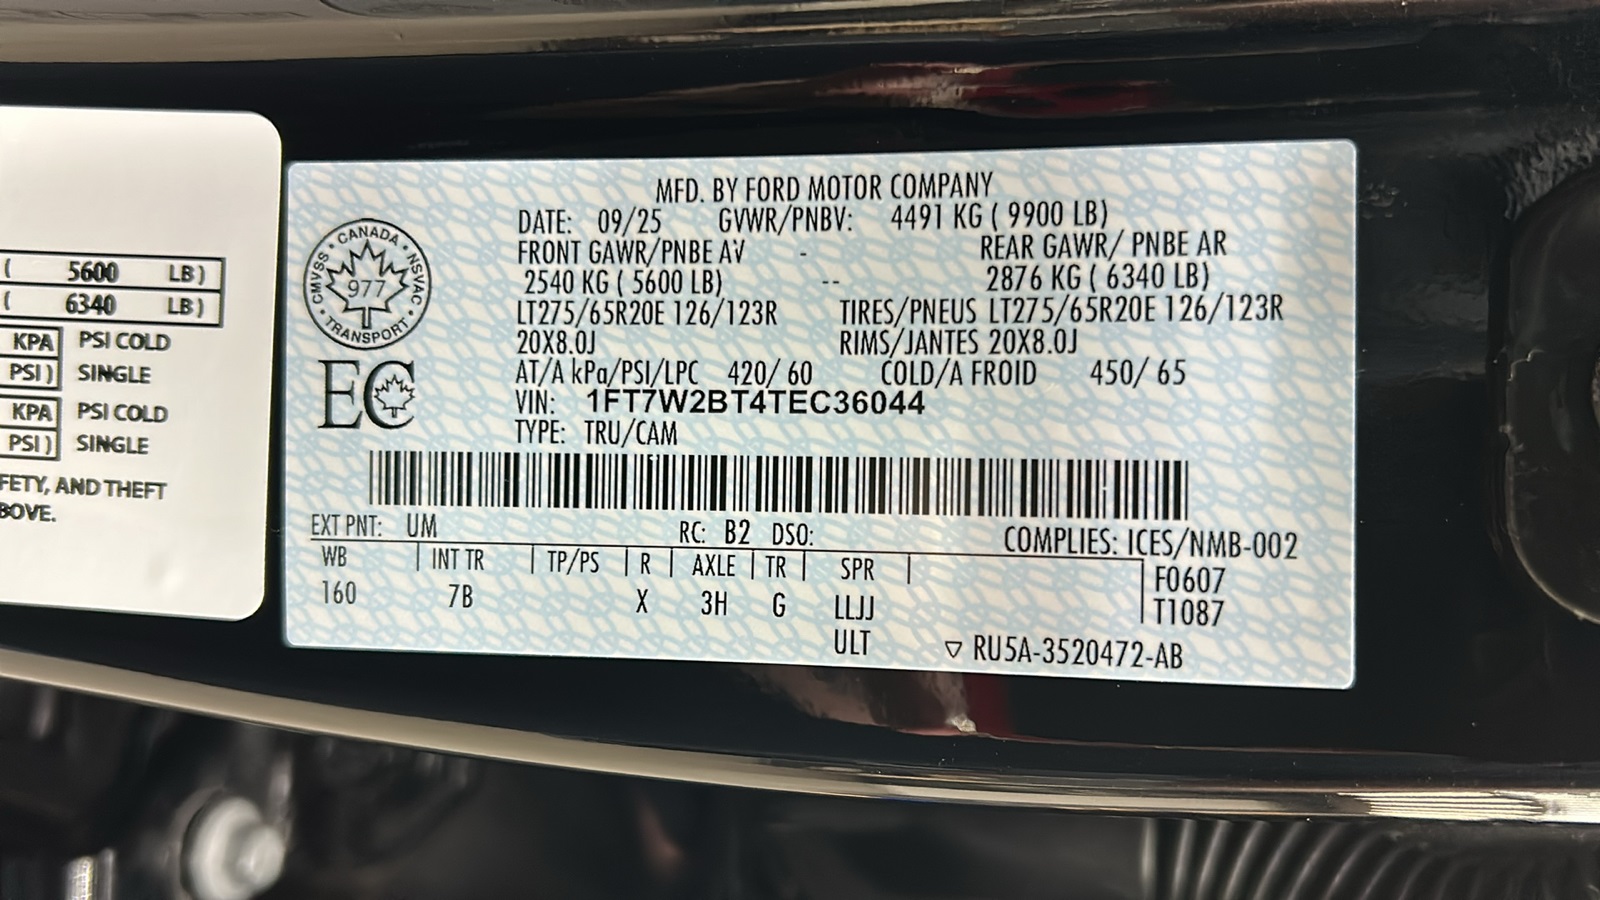 ( 5600 LB)
( 6340 LB)
KPA PSI COLD
PSI) SINGLE
KPA PSI COLD
PSI) SINGLE
FETY, AND THEFT
BOVE.
CANADA
CMVSS · NSVAC
977
TRANSPORT
EC
MFD. BY FORD MOTOR COMPANY
DATE: 09/25 GVWR/PNBV: 4491 KG ( 9900 LB)
FRONT GAWR/PNBE AV - REAR GAWR/ PNBE AR
2540 KG ( 5600 LB) -- 2876 KG ( 6340 LB)
LT275/65R20E 126/123R TIRES/PNEUS LT275/65R20E 126/123R
20X8.0J RIMS/JANTES 20X8.0J
AT/A kPa/PSI/LPC 420/ 60 COLD/A FROID 450/ 65
VIN: 1FT7W2BT4TEC36044
TYPE: TRU/CAM
EXT PNT: UM RC: B2 DSO: COMPLIES: ICES/NMB-002
WB | INT TR | TP/PS | R | AXLE | TR | SPR | F0607
160 7B X 3H G LLJJ T1087
ULT ▽ RU5A-3520472-AB